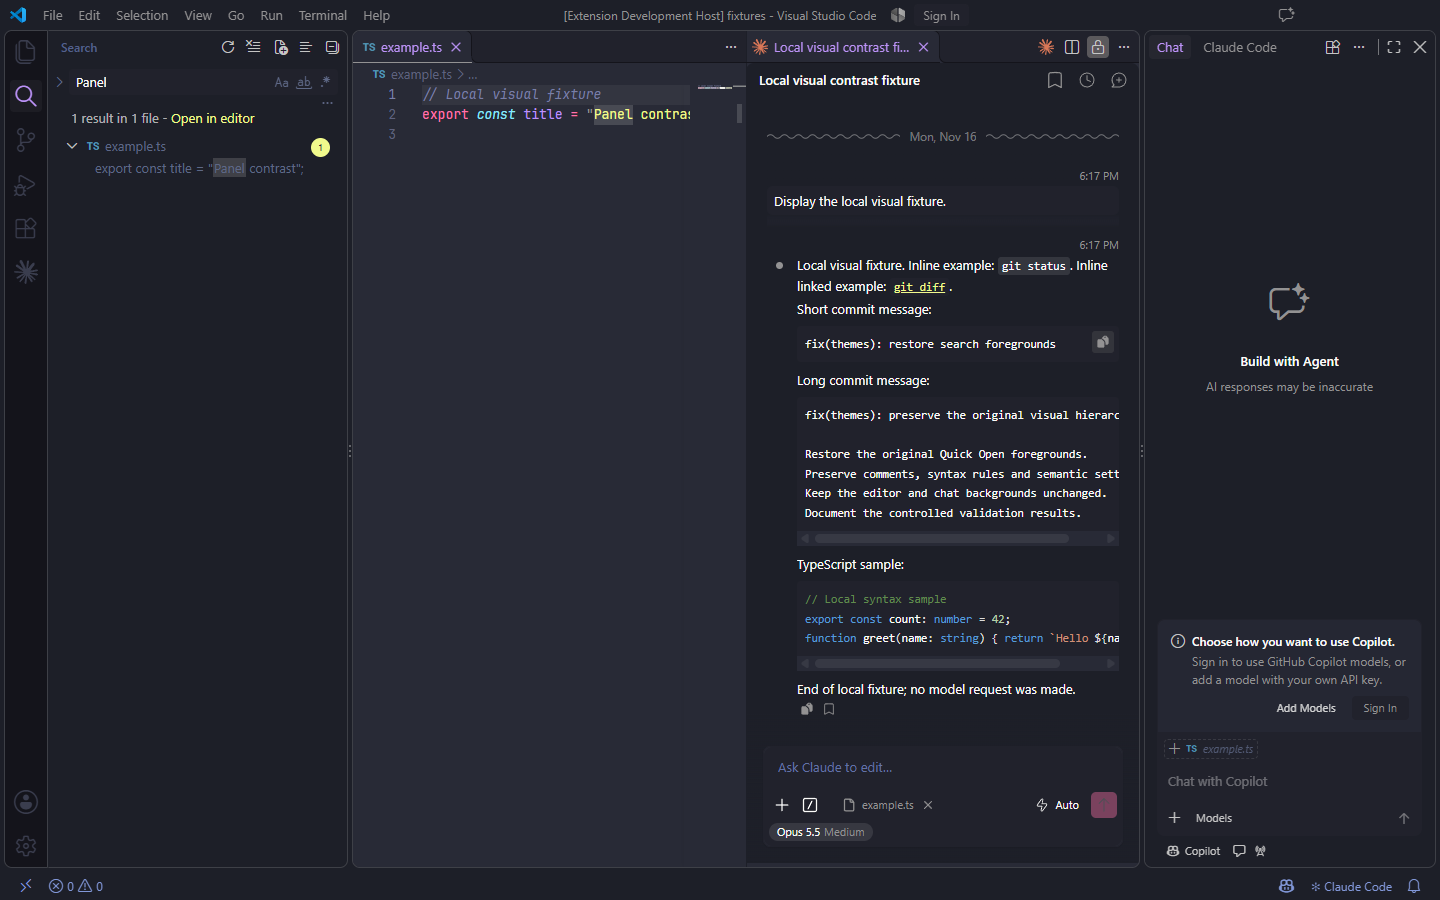 File Edit Selection View Go Run Terminal Help
[Extension Development Host] fixtures - Visual Studio Code
Sign In
Search
Panel
Aa ab .*
1 result in 1 file - Open in editor
TS example.ts
1
export const title = "Panel contrast";
TS example.ts
TS example.ts > ...
1 // Local visual fixture
2 export const title = "Panel contras
3
Local visual contrast fi...
Local visual contrast fixture
Mon, Nov 16
6:17 PM
Display the local visual fixture.
6:17 PM
Local visual fixture. Inline example: git status. Inline
linked example: git diff.
Short commit message:
fix(themes): restore search foregrounds
Long commit message:
fix(themes): preserve the original visual hierarc
Restore the original Quick Open foregrounds.
Preserve comments, syntax rules and semantic sett
Keep the editor and chat backgrounds unchanged.
Document the controlled validation results.
TypeScript sample:
// Local syntax sample
export const count: number = 42;
function greet(name: string) { return `Hello ${na
End of local fixture; no model request was made.
Ask Claude to edit...
example.ts
Auto
Opus 5.5 Medium
Chat Claude Code
Build with Agent
AI responses may be inaccurate
Choose how you want to use Copilot.
Sign in to use GitHub Copilot models, or
add a model with your own API key.
Add Models Sign In
TS example.ts
Chat with Copilot
Models
Copilot
0 0
Claude Code